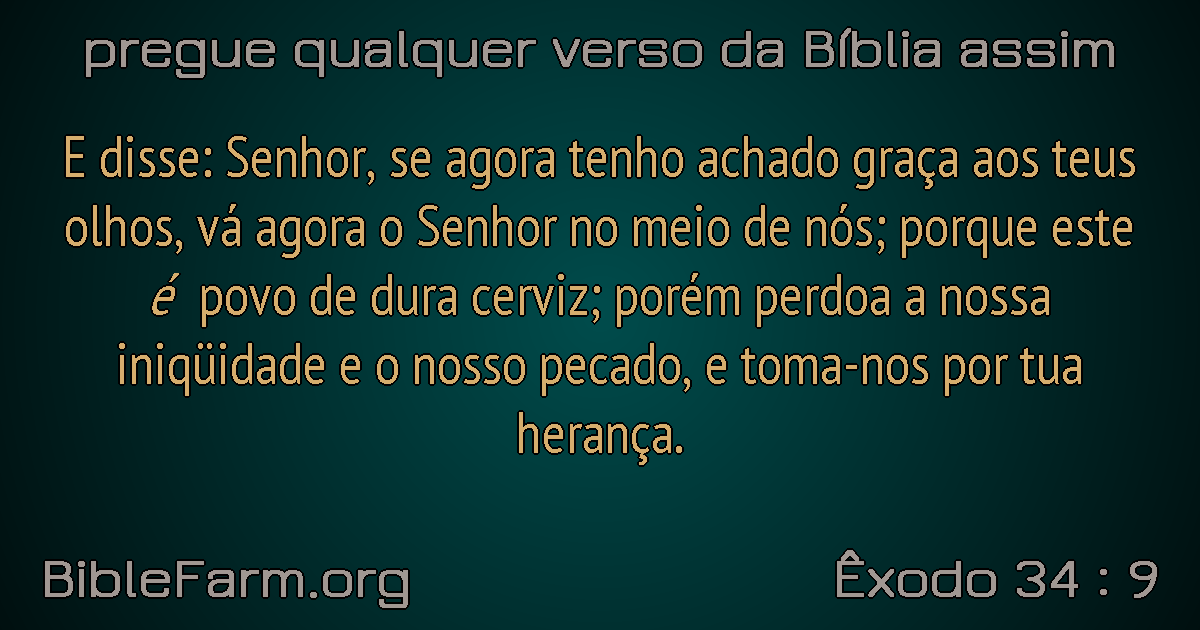 pregue qualquer verso da Bíblia assim
E disse: Senhor, se agora tenho achado graça aos teus
olhos, vá agora o Senhor no meio de nós; porque este
é povo de dura cerviz; porém perdoa a nossa
iniqüidade e o nosso pecado, e toma-nos por tua
herança.
BibleFarm.org
Êxodo 34 : 9